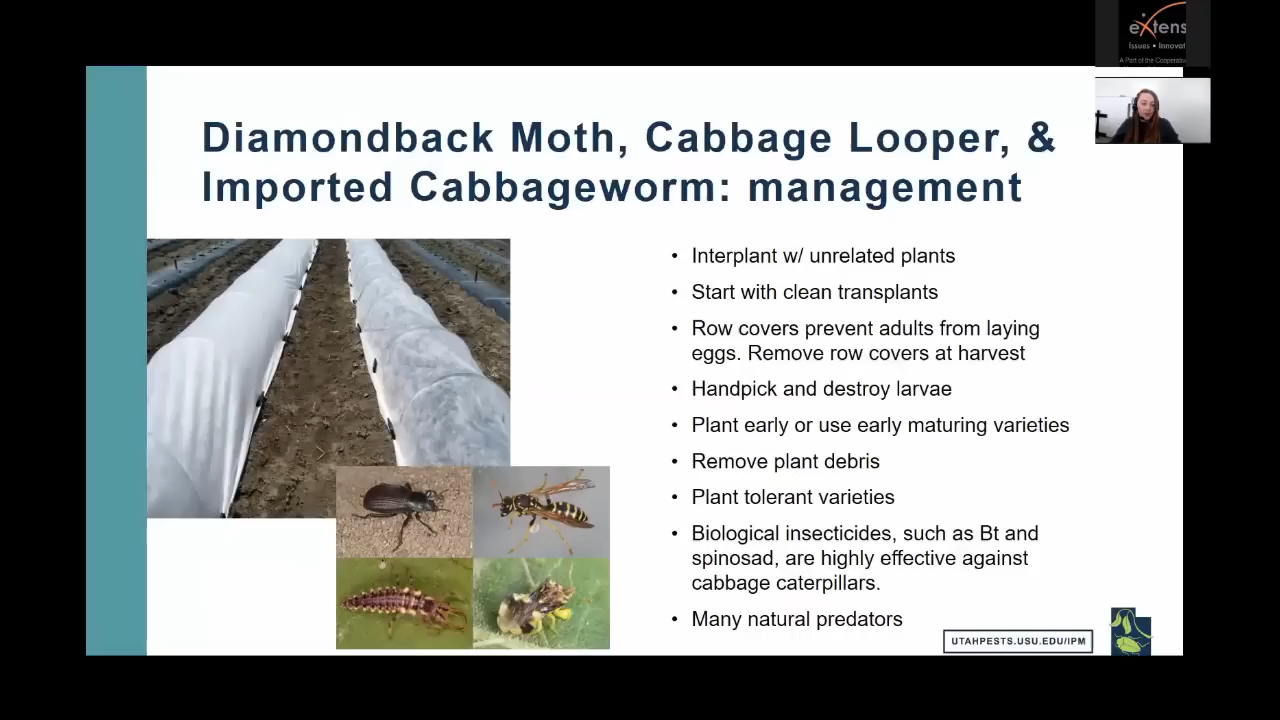 eXtens
Issues • Innovat
A Part of the Cooperativ
Diamondback Moth, Cabbage Looper, &
Imported Cabbageworm: management
• Interplant w/ unrelated plants
• Start with clean transplants
• Row covers prevent adults from laying
eggs. Remove row covers at harvest
• Handpick and destroy larvae
• Plant early or use early maturing varieties
• Remove plant debris
• Plant tolerant varieties
• Biological insecticides, such as Bt and
spinosad, are highly effective against
cabbage caterpillars.
• Many natural predators
UTAHPESTS.USU.EDU/IPM